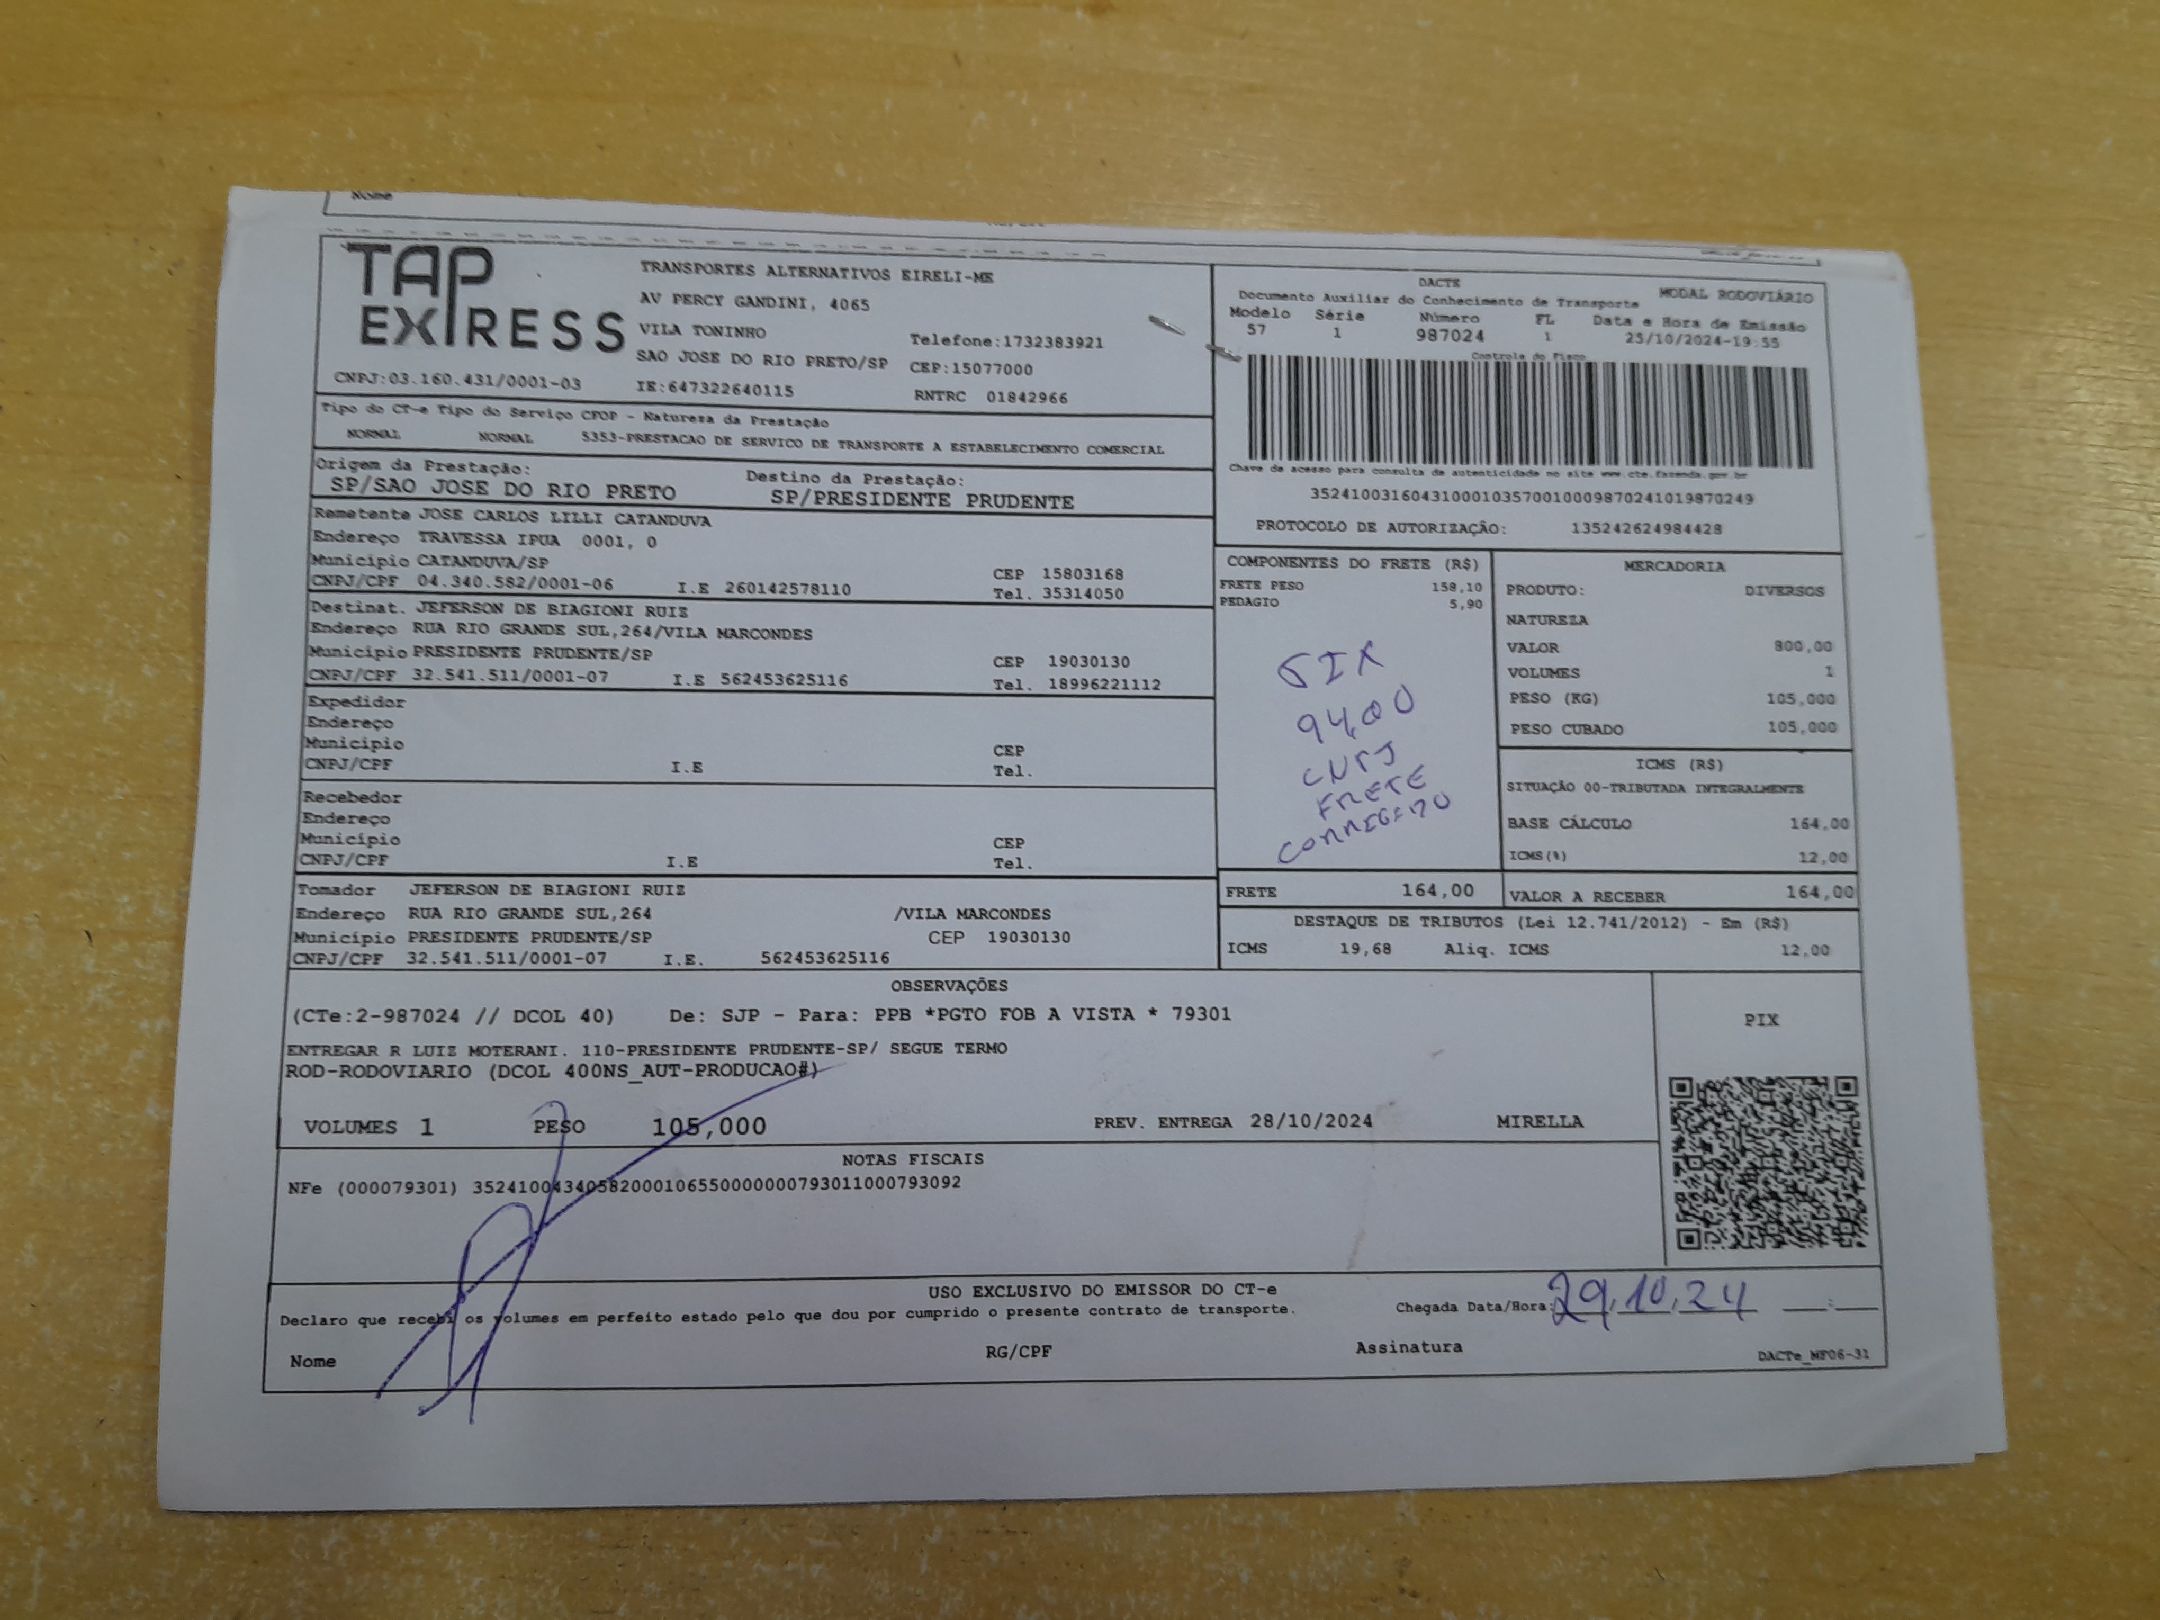 Nome
TAP EXPRESS
TRANSPORTES ALTERNATIVOS EIRELI-ME
AV PERCY GANDINI, 4065
VILA TONINHO
Telefone:1732383921
SAO JOSE DO RIO PRETO/SP CEP:15077000
CNPJ:03.160.431/0001-03 IE:647322640115 RNTRC 01842966
DACTE
Documento Auxiliar do Conhecimento de Transporte MODAL RODOVIÁRIO
Modelo Série Número FL Data e Hora de Emissão
57 1 987024 1 25/10/2024-19:55
Controle do Fisco
Chave de acesso para consulta de autenticidade no site www.cte.fazenda.gov.br
35241003160431000103570010009870241019870249
PROTOCOLO DE AUTORIZAÇÃO: 135242624984428
Tipo do CT-e Tipo do Serviço CFOP - Natureza da Prestação
NORMAL NORMAL 5353-PRESTACAO DE SERVICO DE TRANSPORTE A ESTABELECIMENTO COMERCIAL
Origem da Prestação: Destino da Prestação:
SP/SAO JOSE DO RIO PRETO SP/PRESIDENTE PRUDENTE
Remetente JOSE CARLOS LILLI CATANDUVA
Endereço TRAVESSA IPUA 0001, 0
Município CATANDUVA/SP CEP 15803168
CNPJ/CPF 04.340.582/0001-06 I.E 260142578110 Tel. 35314050
Destinat. JEFERSON DE BIAGIONI RUIZ
Endereço RUA RIO GRANDE SUL,264/VILA MARCONDES
Município PRESIDENTE PRUDENTE/SP CEP 19030130
CNPJ/CPF 32.541.511/0001-07 I.E 562453625116 Tel. 18996221112
Expedidor
Endereço
Município CEP
CNPJ/CPF I.E Tel.
Recebedor
Endereço
Município CEP
CNPJ/CPF I.E Tel.
Tomador JEFERSON DE BIAGIONI RUIZ
Endereço RUA RIO GRANDE SUL,264 /VILA MARCONDES
Município PRESIDENTE PRUDENTE/SP CEP 19030130
CNPJ/CPF 32.541.511/0001-07 I.E. 562453625116
COMPONENTES DO FRETE (R$)
FRETE PESO 158,10
PEDAGIO 5,90
94,00
CNPJ
FRETE
CORREGIDO
FRETE 164,00
MERCADORIA
PRODUTO: DIVERSOS
NATUREZA
VALOR 800,00
VOLUMES 1
PESO (KG) 105,000
PESO CUBADO 105,000
ICMS (R$)
SITUAÇÃO 00-TRIBUTADA INTEGRALMENTE
BASE CÁLCULO 164,00
ICMS(%) 12,00
VALOR A RECEBER 164,00
DESTAQUE DE TRIBUTOS (Lei 12.741/2012) - Em (R$)
ICMS 19,68 Aliq. ICMS 12,00
OBSERVAÇÕES
(CTe:2-987024 // DCOL 40) De: SJP - Para: PPB *PGTO FOB A VISTA * 79301
ENTREGAR R LUIZ MOTERANI. 110-PRESIDENTE PRUDENTE-SP/ SEGUE TERMO
ROD-RODOVIARIO (DCOL 400NS_AUT-PRODUCAO#)
VOLUMES 1 PESO 105,000 PREV. ENTREGA 28/10/2024 MIRELLA
PIX
NOTAS FISCAIS
NFe (000079301) 35241004340582000106550000000793011000793092
USO EXCLUSIVO DO EMISSOR DO CT-e
Declaro que recebi os volumes em perfeito estado pelo que dou por cumprido o presente contrato de transporte.
Chegada Data/Hora: 29.10.24 __:__
Nome RG/CPF Assinatura
DACTe_MF06-31